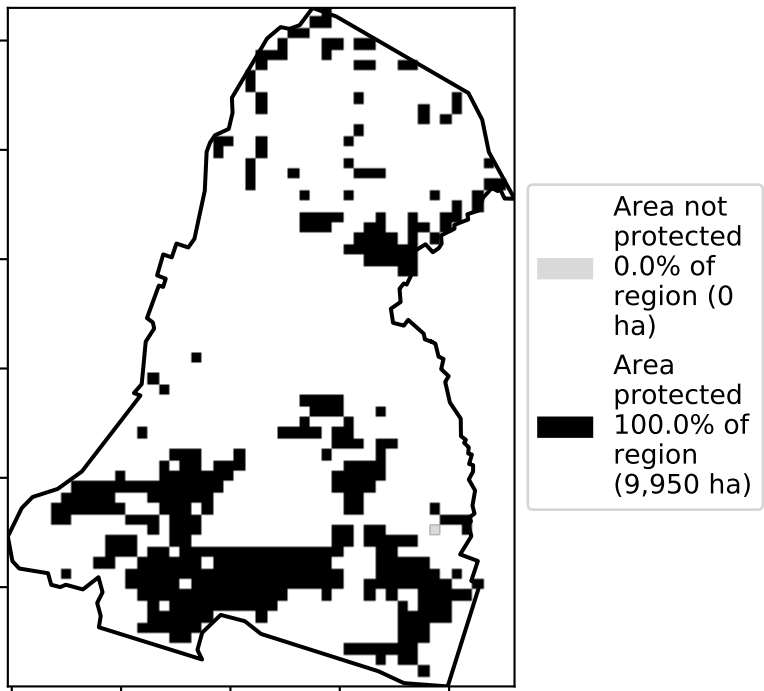 Area not
protected
0.0% of
region (0
ha)
Area
protected
100.0% of
region
(9,950 ha)